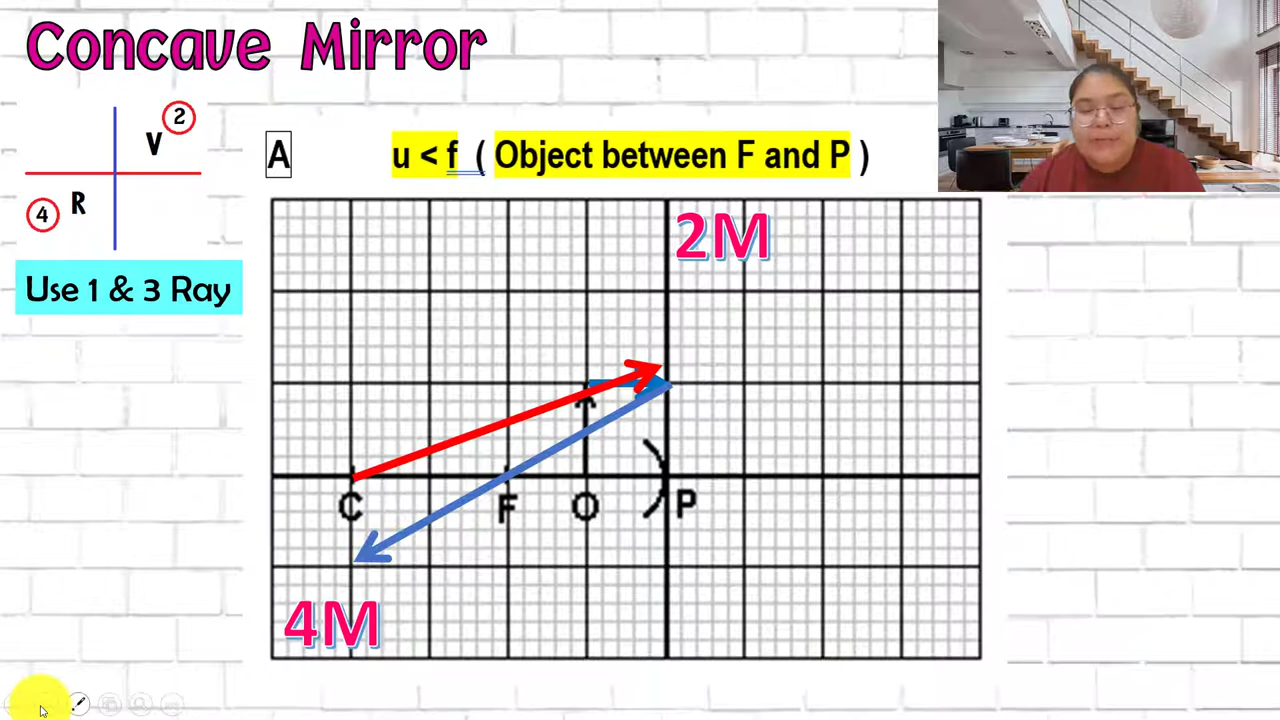 Concave Mirror
2
V
R
4
Use 1 & 3 Ray
A
u < f ( Object between F and P )
2M
C
F
O
P
4M